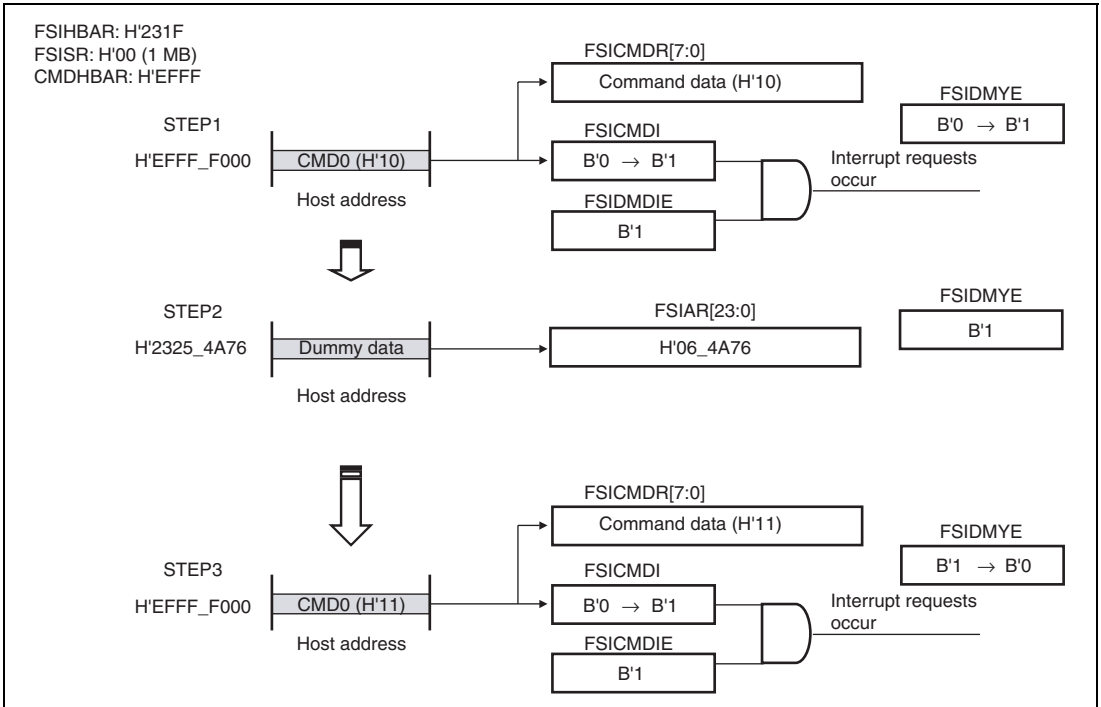 FSIHBAR: H'231F
FSISR: H'00 (1 MB)
CMDHBAR: H'EFFF
FSICMDR[7:0]
Command data (H'10)
FSIDMYE
B'0 → B'1
STEP1
H'EFFF_F000
CMD0 (H'10)
Host address
FSICMDI
B'0 → B'1
FSIDMDIE
B'1
Interrupt requests
occur
STEP2
H'2325_4A76
Dummy data
Host address
FSIAR[23:0]
H'06_4A76
FSIDMYE
B'1
FSICMDR[7:0]
Command data (H'11)
FSIDMYE
B'1 → B'0
STEP3
H'EFFF_F000
CMD0 (H'11)
Host address
FSICMDI
B'0 → B'1
FSICMDIE
B'1
Interrupt requests
occur